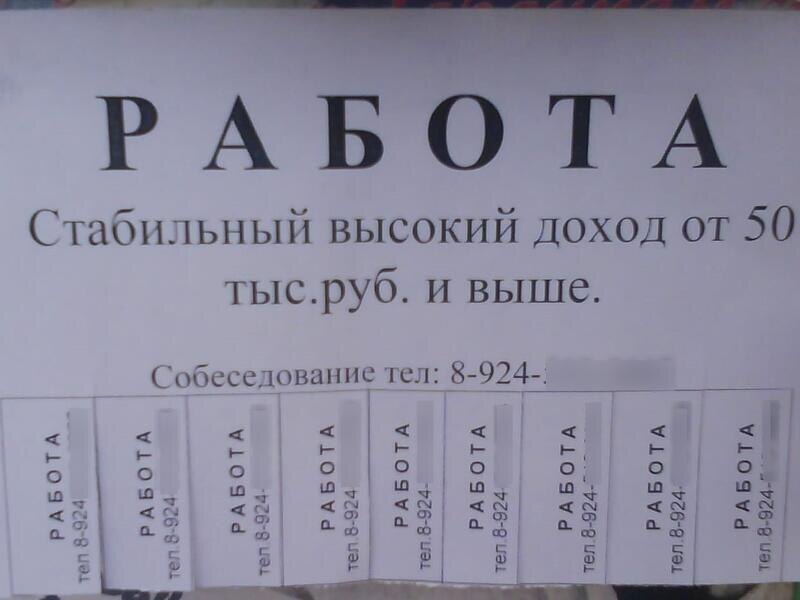 РАБОТА
Стабильный высокий доход от 50
тыс.руб. и выше.
Собеседование тел: 8-924-
РАБОТА
тел 8-924
РАБОТА
тел.8-924
РАБОТА
тел.8-924-
РАБОТА
тел.8-924
РАБОТА
тел.8-924-
РАБОТА
тел.8-924-
РАБОТА
тел.8-924-
РАБОТА
тел.8-924-
РАБОТА
тел.8-924-